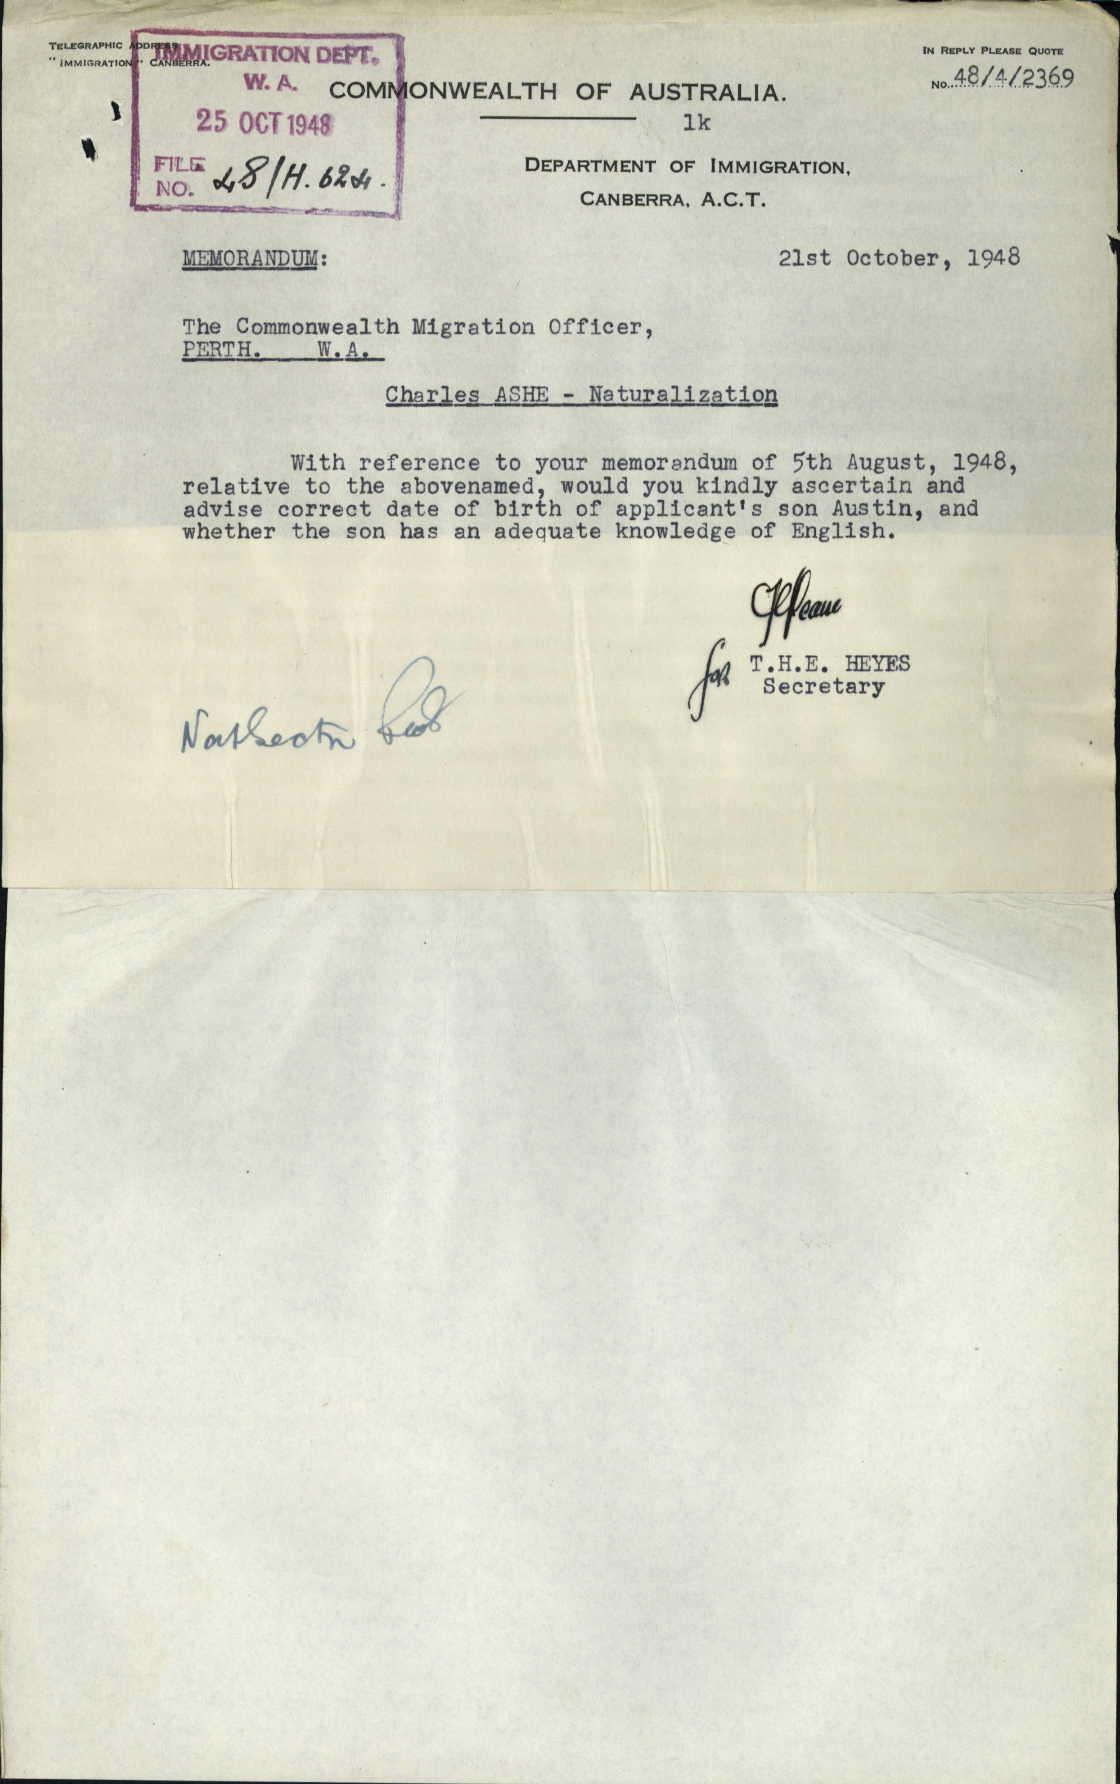 TELEGRAPHIC ADDRESS
"IMMIGRATION" CANBERRA.
IMMIGRATION DEPT.
W. A.
25 OCT 1948
FILE
NO. 48/H.624.
IN REPLY PLEASE QUOTE
No. 48/4/2369
COMMONWEALTH OF AUSTRALIA.
lk
DEPARTMENT OF IMMIGRATION,
CANBERRA, A.C.T.
MEMORANDUM:
21st October, 1948
The Commonwealth Migration Officer,
PERTH. W.A.
Charles ASHE - Naturalization
With reference to your memorandum of 5th August, 1948,
relative to the abovenamed, would you kindly ascertain and
advise correct date of birth of applicant's son Austin, and
whether the son has an adequate knowledge of English.
for T.H.E. HEYES
Secretary